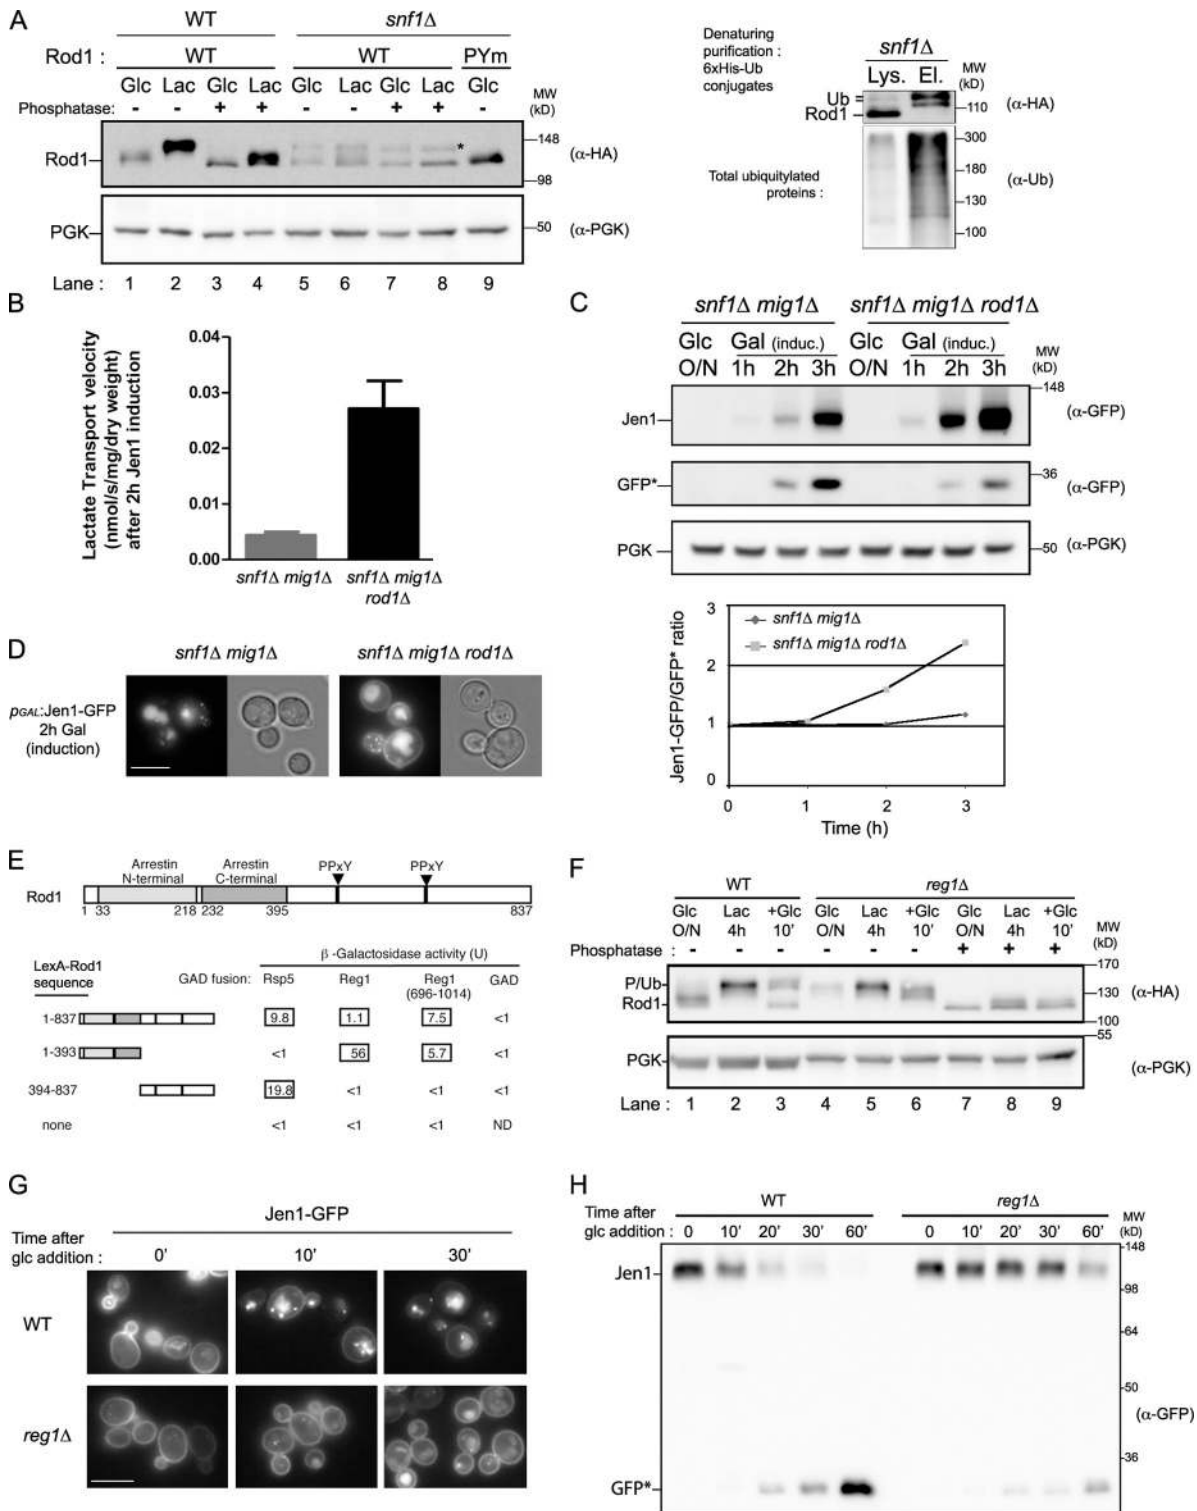 A
WT
snf1Δ
Rod1 :
WT
WT
PYm
Glc Lac Glc Lac Glc Lac Glc Lac Glc
MW (kD)
Phosphatase: - - + + - - + + -
Rod1
*
148
98
(α-HA)
PGK
50
(α-PGK)
Lane : 1 2 3 4 5 6 7 8 9
Denaturing
purification :
6xHis-Ub
conjugates
snf1Δ
Lys. El.
MW
(kD)
Ub
Rod1
110
(α-HA)
Total ubiquitylated
proteins :
300
180
130
100
(α-Ub)
B
Lactate Transport velocity
(nmol/s/mg/dry weight)
after 2h Jen1 induction
0.04
0.03
0.02
0.01
0.00
snf1Δ mig1Δ
snf1Δ mig1Δ
rod1Δ
C
snf1Δ mig1Δ
snf1Δ mig1Δ rod1Δ
Glc Gal (induc.) Glc Gal (induc.)
O/N 1h 2h 3h O/N 1h 2h 3h
MW
(kD)
148
Jen1
(α-GFP)
36
GFP*
(α-GFP)
PGK
50
(α-PGK)
Jen1-GFP/GFP* ratio
3
2
1
0
snf1Δ mig1Δ
snf1Δ mig1Δ rod1Δ
0 1 2 3
Time (h)
D
snf1Δ mig1Δ
snf1Δ mig1Δ rod1Δ
pGAL:Jen1-GFP
2h Gal
(induction)
E
Arrestin
N-terminal
Arrestin
C-terminal
PPxY
PPxY
Rod1
1 33 218 232 395 837
LexA-Rod1
sequence
β -Galactosidase activity (U)
GAD fusion: Rsp5 Reg1 Reg1 (696-1014) GAD
1-837 9.8 1.1 7.5 <1
1-393 <1 56 5.7 <1
394-837 19.8 <1 <1 <1
none <1 <1 <1 ND
F
WT
reg1Δ
Glc Lac +Glc Glc Lac +Glc Glc Lac +Glc
O/N 4h 10' O/N 4h 10' O/N 4h 10'
MW
(kD)
Phosphatase : - - - - - - + + +
170
P/Ub
130
Rod1
100
(α-HA)
55
PGK
(α-PGK)
Lane : 1 2 3 4 5 6 7 8 9
G
Jen1-GFP
Time after
glc addition : 0' 10' 30'
WT
reg1Δ
H
WT
reg1Δ
Time after
glc addition: 0 10' 20' 30' 60' 0 10' 20' 30' 60'
MW
(kD)
148
Jen1
98
64
50
(α-GFP)
36
GFP*